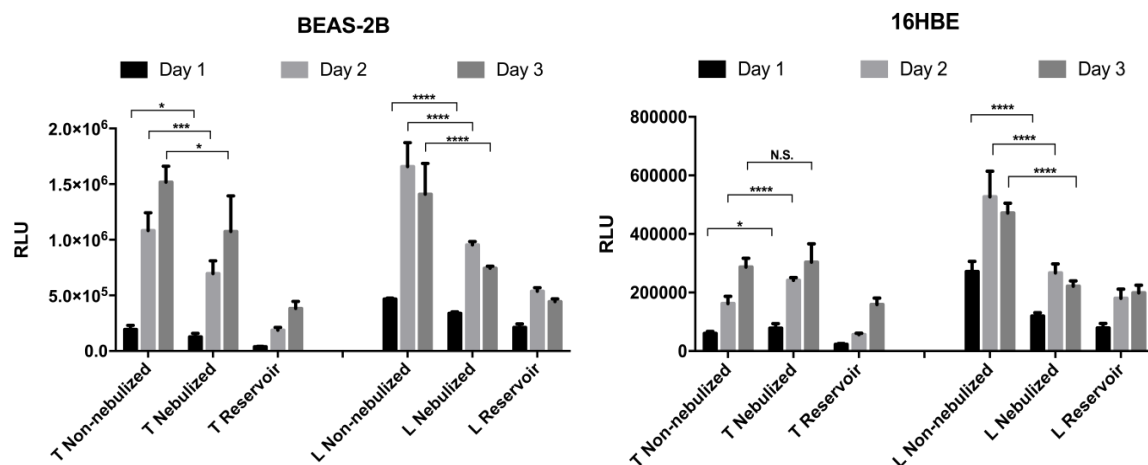 BEAS-2B
Day 1 Day 2 Day 3
* 
***
*
****
****
****
2.0×10⁶
1.5×10⁶
1.0×10⁶
5.0×10⁵
0.0
RLU
T Non-nebulized
T Nebulized
T Reservoir
L Non-nebulized
L Nebulized
L Reservoir
16HBE
Day 1 Day 2 Day 3
N.S.
****
*
****
****
****
800000
600000
400000
200000
0
RLU
T Non-nebulized
T Nebulized
T Reservoir
L Non-nebulized
L Nebulized
L Reservoir